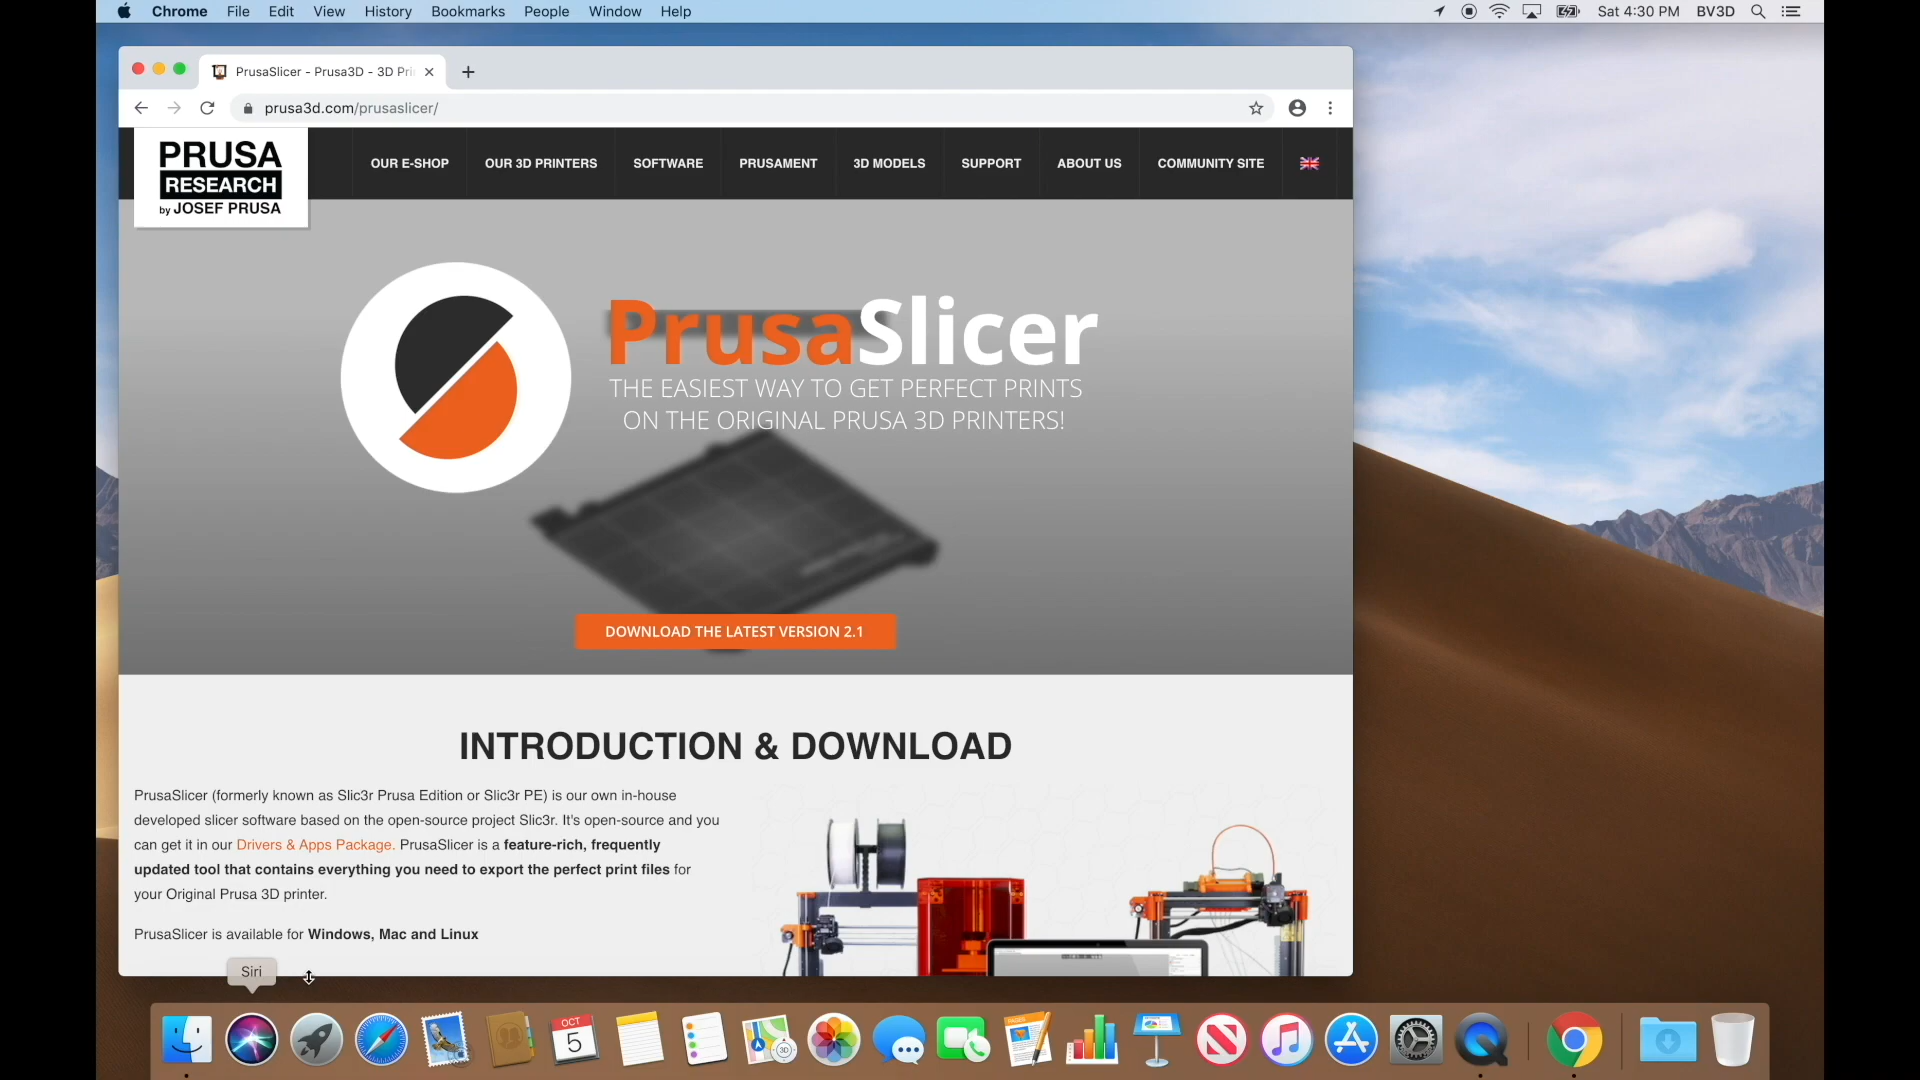 Chrome File Edit View History Bookmarks People Window Help
Sat 4:30 PM BV3D
PrusaSlicer - Prusa3D - 3D Pri
prusa3d.com/prusaslicer/
PRUSA
RESEARCH
by JOSEF PRUSA
OUR E-SHOP OUR 3D PRINTERS SOFTWARE PRUSAMENT 3D MODELS SUPPORT ABOUT US COMMUNITY SITE
PrusaSlicer
THE EASIEST WAY TO GET PERFECT PRINTS
ON THE ORIGINAL PRUSA 3D PRINTERS!
DOWNLOAD THE LATEST VERSION 2.1
INTRODUCTION & DOWNLOAD
PrusaSlicer (formerly known as Slic3r Prusa Edition or Slic3r PE) is our own in-house
developed slicer software based on the open-source project Slic3r. It's open-source and you
can get it in our Drivers & Apps Package. PrusaSlicer is a feature-rich, frequently
updated tool that contains everything you need to export the perfect print files for
your Original Prusa 3D printer.
PrusaSlicer is available for Windows, Mac and Linux
Siri
OCT
5
3D
PAGES